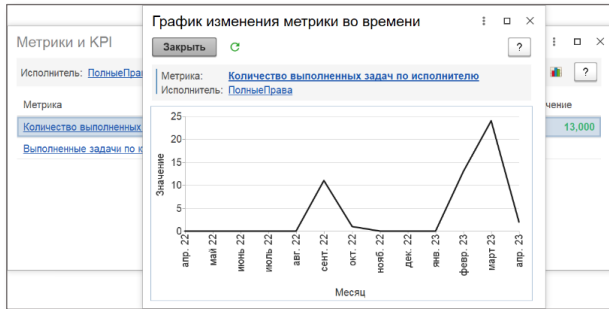 График изменения метрики во времени
Закрыть
?
Метрика: Количество выполненных задач по исполнителю
Исполнитель: ПолныеПрава
Метрики и KPI
Исполнитель:
?
Метрика
Количество выполненных
13,000
Выполненные задачи по
25
20
15
10
5
0
Значение
апр. 22
май 22
июнь 22
июль 22
авг. 22
сент. 22
окт. 22
нояб. 22
дек. 22
янв. 23
февр. 23
март 23
апр. 23
Месяц